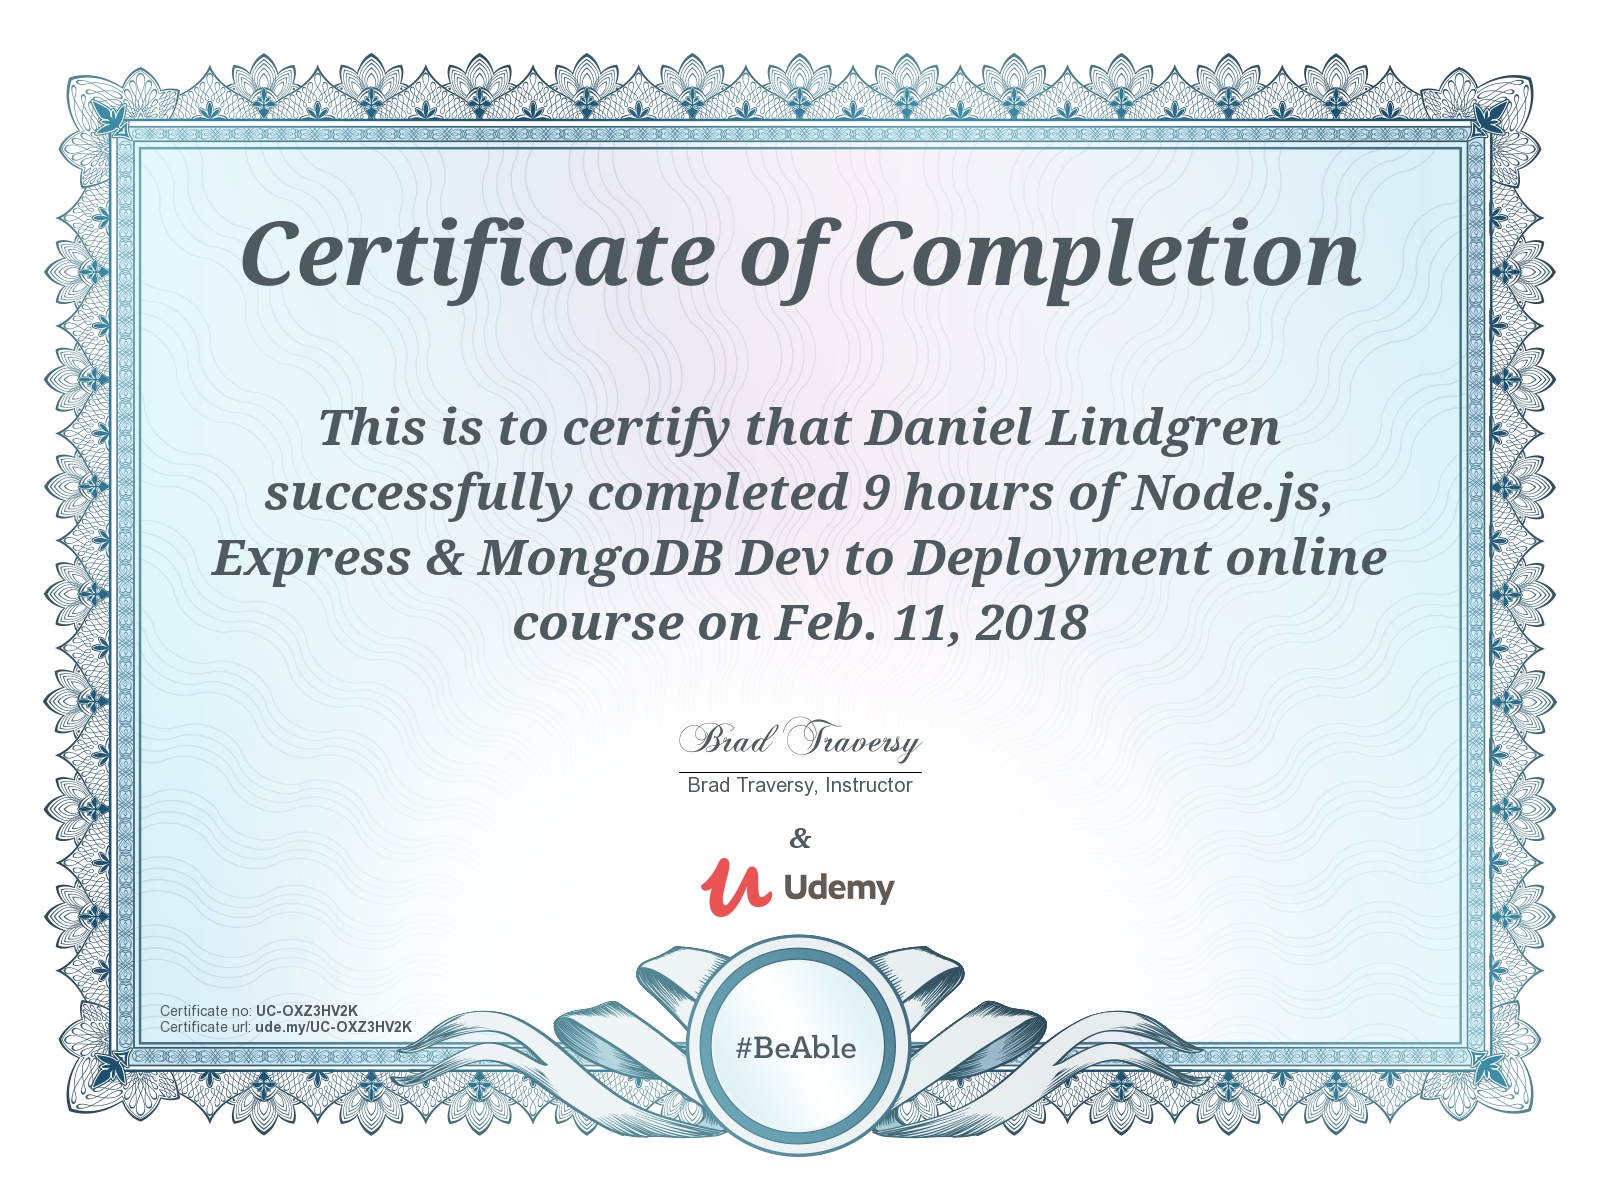 Certificate of Completion
This is to certify that Daniel Lindgren
successfully completed 9 hours of Node.js,
Express & MongoDB Dev to Deployment online
course on Feb. 11, 2018
Brad Traversy
Brad Traversy, Instructor
&
Udemy
Certificate no: UC-OXZ3HV2K
Certificate url: ude.my/UC-OXZ3HV2K
#BeAble